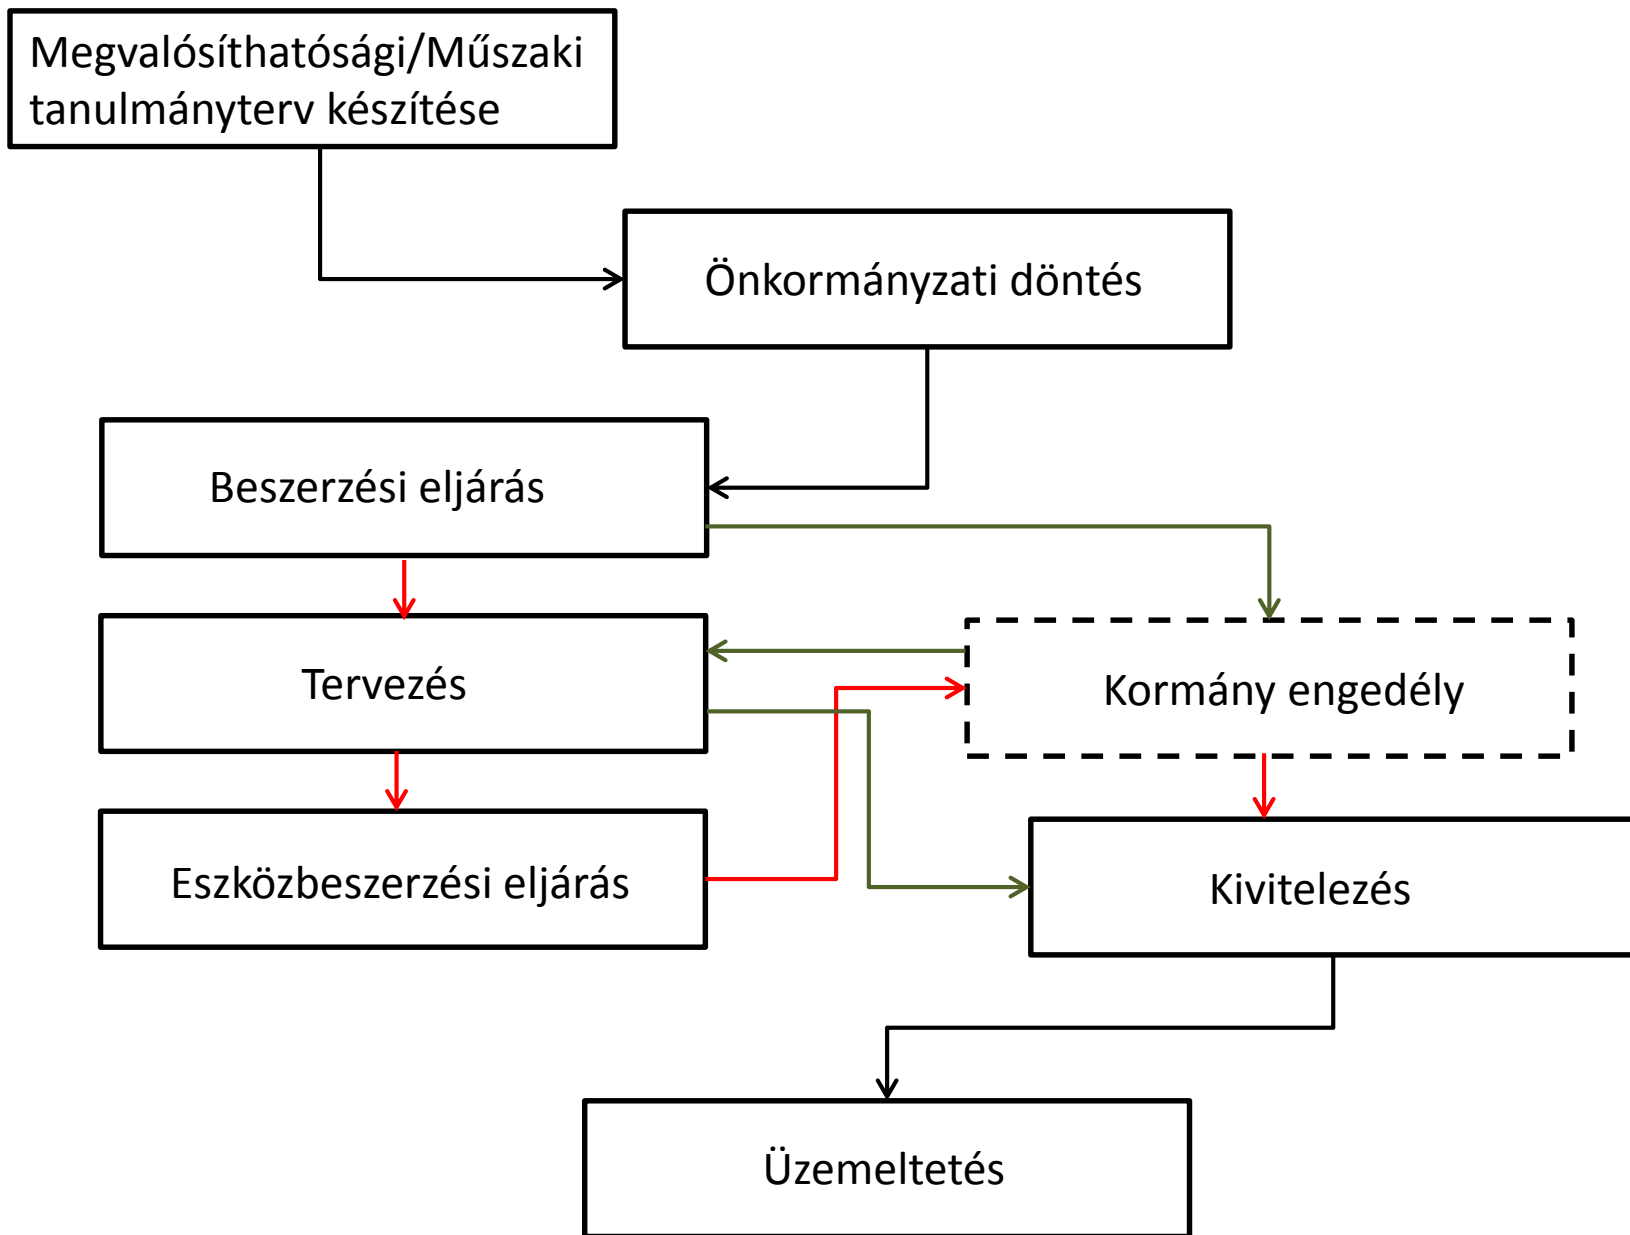 Megvalósíthatósági/Műszaki
tanulmányterv készítése
Önkormányzati döntés
Beszerzési eljárás
Tervezés
Kormány engedély
Eszközbeszerzési eljárás
Kivitelezés
Üzemeltetés